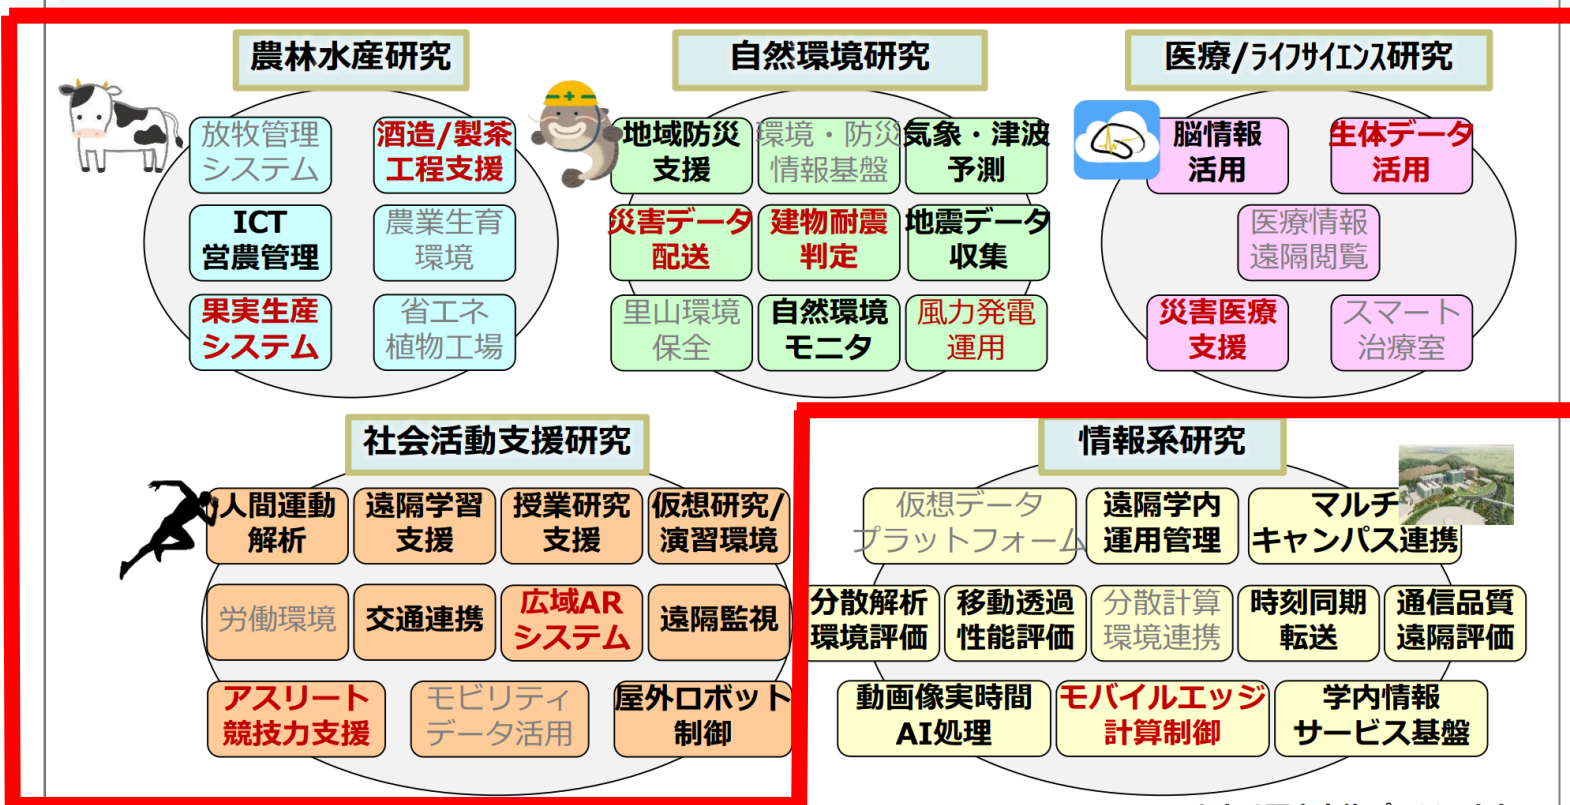 農林水産研究
放牧管理
システム
酒造/製茶
工程支援
ICT
営農管理
農業生育
環境
果実生産
システム
省エネ
植物工場
自然環境研究
地域防災
支援
環境・防災
情報基盤
気象・津波
予測
災害データ
配送
建物耐震
判定
地震データ
収集
里山環境
保全
自然環境
モニタ
風力発電
運用
医療/ライフサイエンス研究
脳情報
活用
生体データ
活用
医療情報
遠隔閲覧
災害医療
支援
スマート
治療室
社会活動支援研究
人間運動
解析
遠隔学習
支援
授業研究
支援
仮想研究/
演習環境
労働環境
交通連携
広域AR
システム
遠隔監視
アスリート
競技力支援
モビリティ
データ活用
屋外ロボット
制御
情報系研究
仮想データ
プラットフォーム
遠隔学内
運用管理
マルチ
キャンパス連携
分散解析
環境評価
移動透過
性能評価
分散計算
環境連携
時刻同期
転送
通信品質
遠隔評価
動画像実時間
AI処理
モバイルエッジ
計算制御
学内情報
サービス基盤